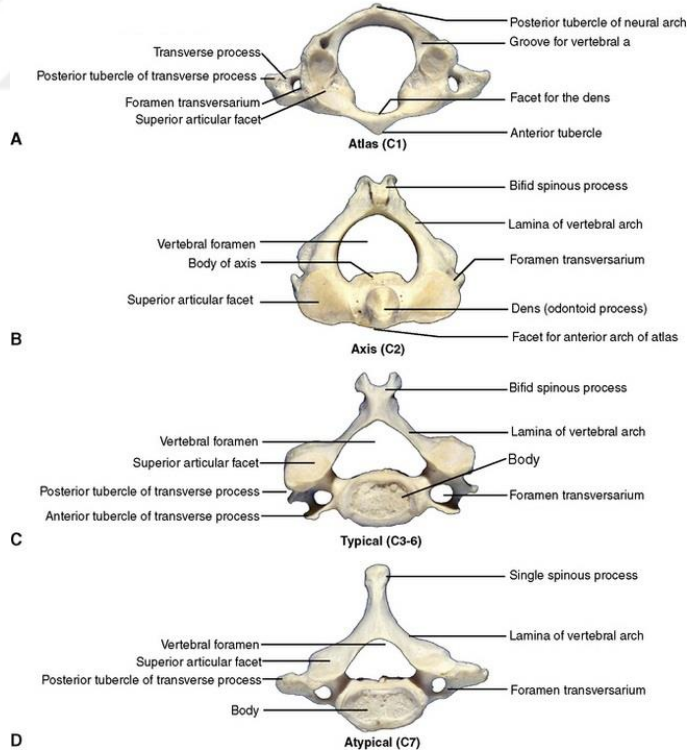 Posterior tubercle of neural arch
Groove for vertebral a
Transverse process
Posterior tubercle of transverse process
Foramen transversarium
Superior articular facet
Facet for the dens
Anterior tubercle
A
Atlas (C1)
Bifid spinous process
Lamina of vertebral arch
Vertebral foramen
Body of axis
Foramen transversarium
Superior articular facet
Dens (odontoid process)
Facet for anterior arch of atlas
B
Axis (C2)
Bifid spinous process
Lamina of vertebral arch
Vertebral foramen
Superior articular facet
Body
Posterior tubercle of transverse process
Foramen transversarium
Anterior tubercle of transverse process
C
Typical (C3-6)
Single spinous process
Lamina of vertebral arch
Vertebral foramen
Superior articular facet
Posterior tubercle of transverse process
Foramen transversarium
Body
D
Atypical (C7)